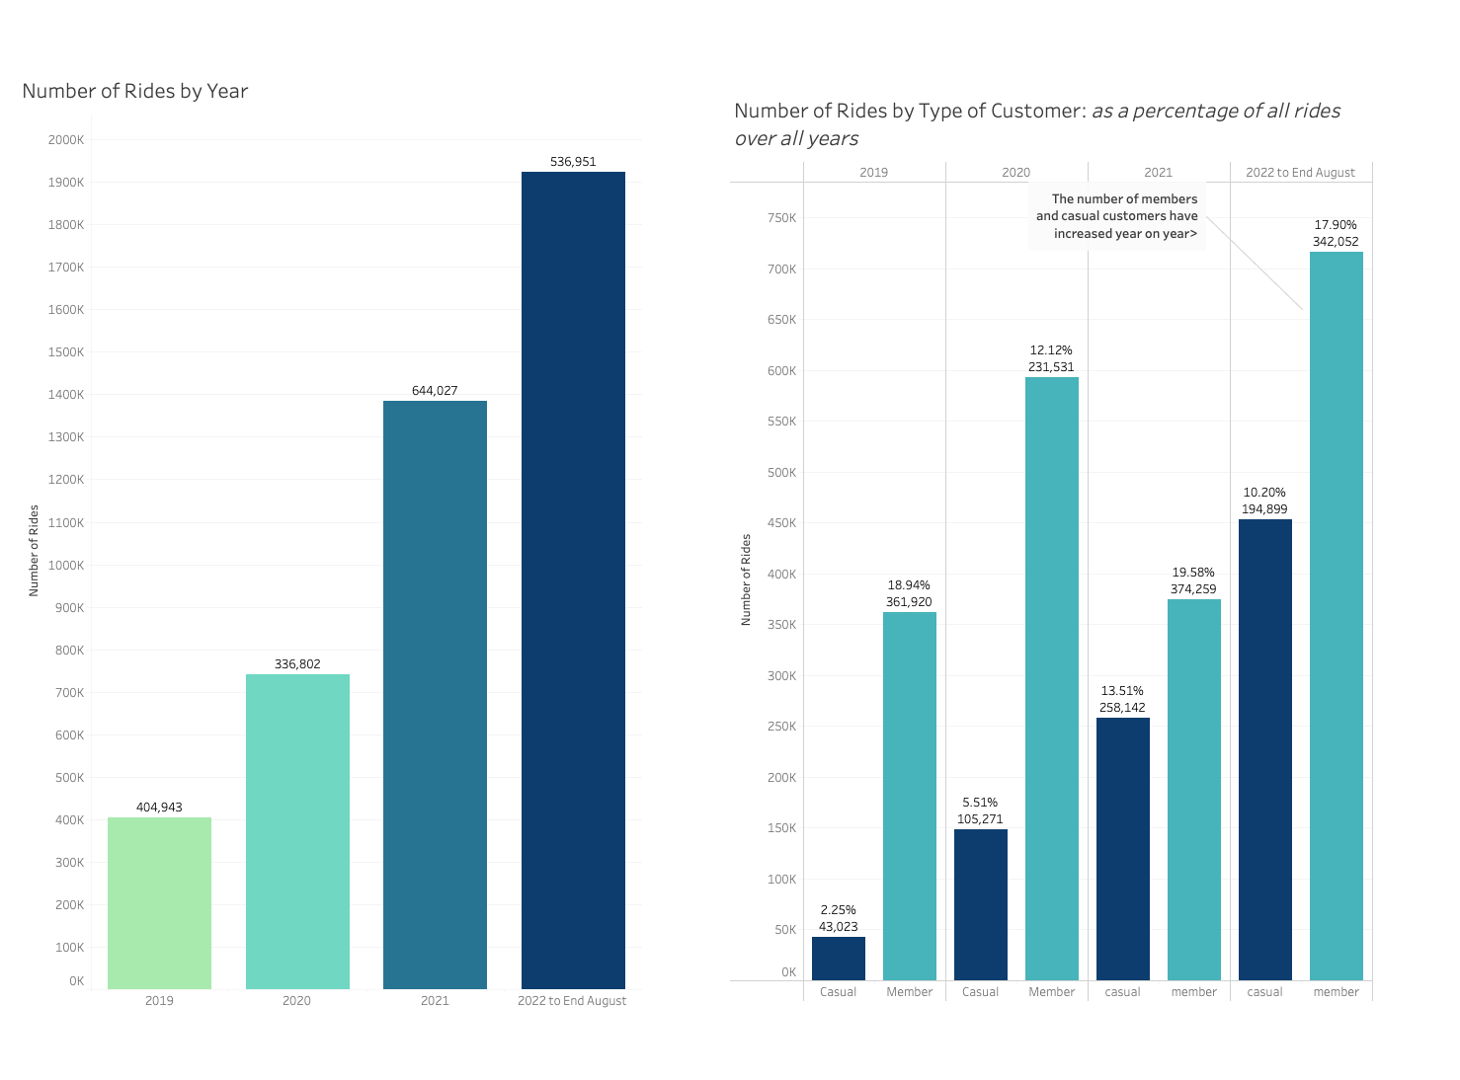 Number of Rides by Year
2000K
1900K
1800K
1700K
1600K
1500K
1400K
1300K
1200K
1100K
1000K
900K
800K
700K
600K
500K
400K
300K
200K
100K
0K
Number of Rides
404,943
336,802
644,027
536,951
2019
2020
2021
2022 to End August
Number of Rides by Type of Customer: as a percentage of all rides
over all years
2019
2020
2021
2022 to End August
The number of members
and casual customers have
increased year on year>
750K
700K
650K
600K
550K
500K
450K
400K
350K
300K
250K
200K
150K
100K
50K
0K
Number of Rides
2.25%
43,023
18.94%
361,920
5.51%
105,271
12.12%
231,531
13.51%
258,142
19.58%
374,259
10.20%
194,899
17.90%
342,052
Casual
Member
Casual
Member
casual
member
casual
member